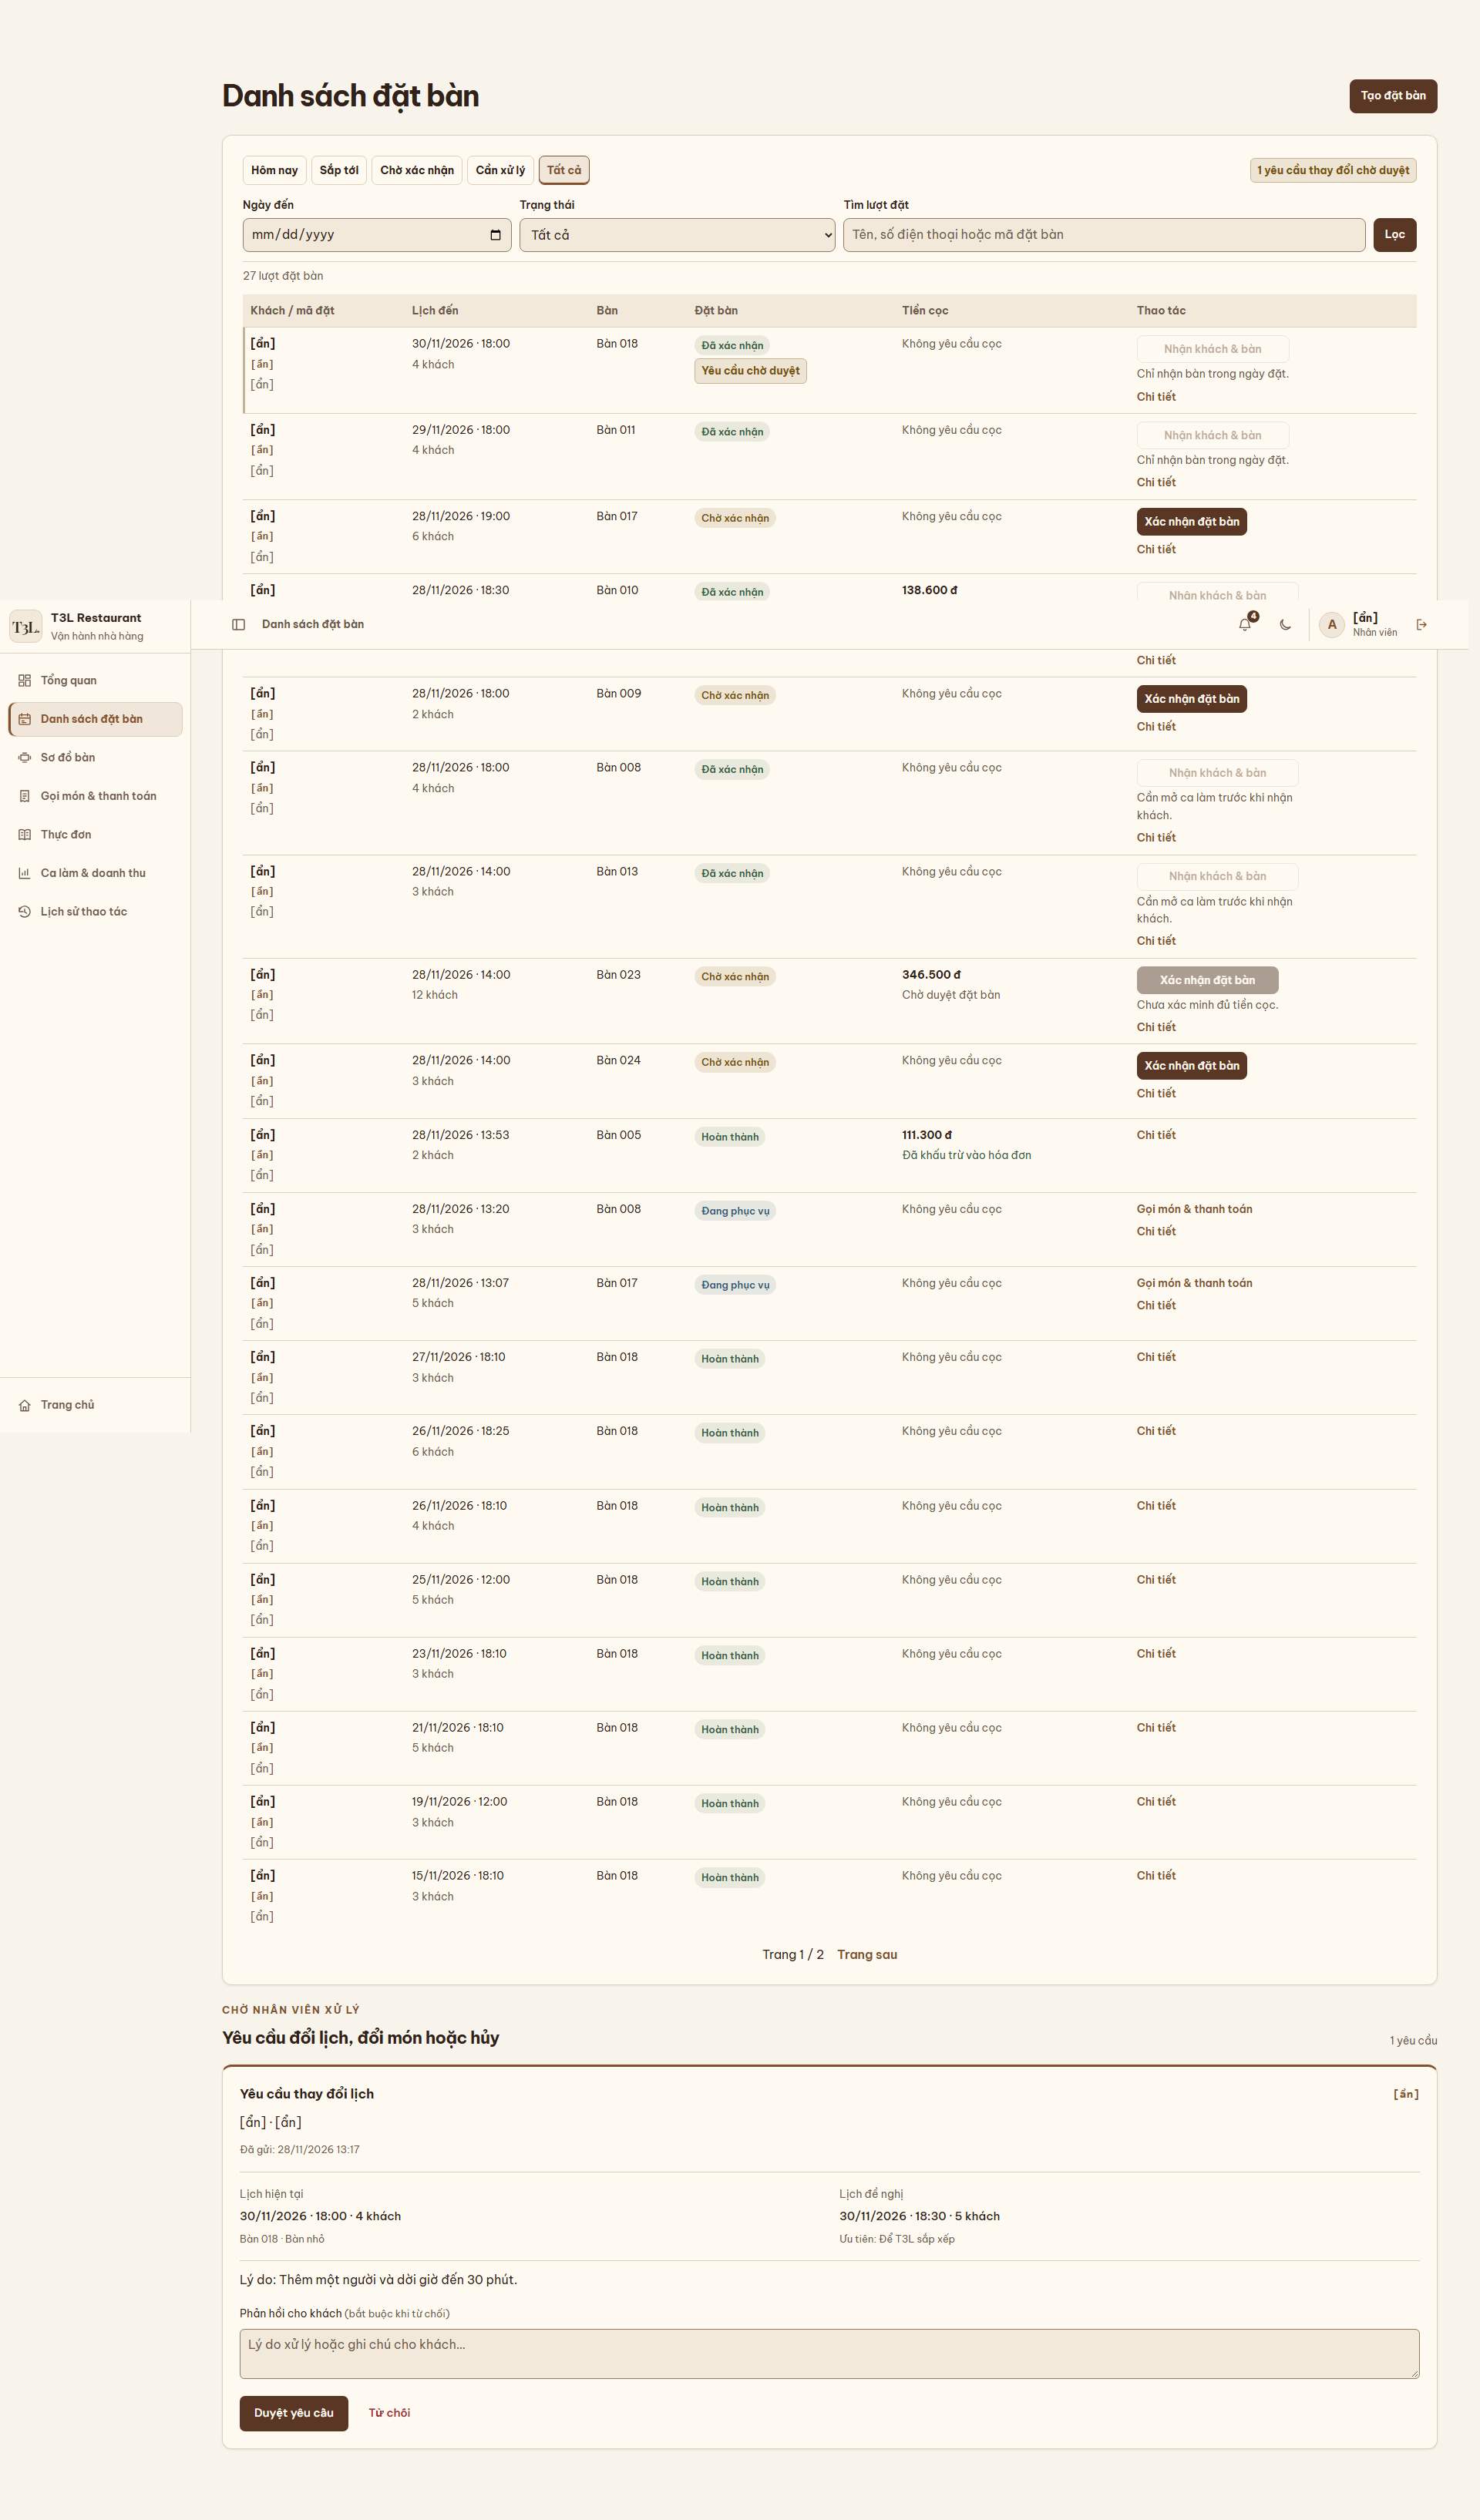 Danh sách đặt bàn
Tạo đặt bàn
Hôm nay
Sắp tới
Chờ xác nhận
Cần xử lý
Tất cả
1 yêu cầu thay đổi chờ duyệt
Ngày đến
Trạng thái
Tìm lượt đặt
mm/dd/yyyy
Tất cả
Tên, số điện thoại hoặc mã đặt bàn
Lọc
27 lượt đặt bàn
Khách / mã đặt
Lịch đến
Bàn
Đặt bàn
Tiền cọc
Thao tác
[ẩn]
[ẩn]
[ẩn]
30/11/2026 · 18:00
4 khách
Bàn 018
Đã xác nhận
Yêu cầu chờ duyệt
Không yêu cầu cọc
Nhận khách & bàn
Chỉ nhận bàn trong ngày đặt.
Chi tiết
[ẩn]
[ẩn]
[ẩn]
29/11/2026 · 18:00
4 khách
Bàn 011
Đã xác nhận
Không yêu cầu cọc
Nhận khách & bàn
Chỉ nhận bàn trong ngày đặt.
Chi tiết
[ẩn]
[ẩn]
[ẩn]
28/11/2026 · 19:00
6 khách
Bàn 017
Chờ xác nhận
Không yêu cầu cọc
Xác nhận đặt bàn
Chi tiết
[ẩn]
28/11/2026 · 18:30
Bàn 010
Đã xác nhận
138.600 đ
Nhận khách & bàn
T3L
T3L Restaurant
Vận hành nhà hàng
Danh sách đặt bàn
4
A
[ẩn]
Nhân viên
Tổng quan
Danh sách đặt bàn
Sơ đồ bàn
Gọi món & thanh toán
Thực đơn
Ca làm & doanh thu
Lịch sử thao tác
Trang chủ
Chi tiết
[ẩn]
[ẩn]
[ẩn]
28/11/2026 · 18:00
2 khách
Bàn 009
Chờ xác nhận
Không yêu cầu cọc
Xác nhận đặt bàn
Chi tiết
[ẩn]
[ẩn]
[ẩn]
28/11/2026 · 18:00
4 khách
Bàn 008
Đã xác nhận
Không yêu cầu cọc
Nhận khách & bàn
Cần mở ca làm trước khi nhận
khách.
Chi tiết
[ẩn]
[ẩn]
[ẩn]
28/11/2026 · 14:00
3 khách
Bàn 013
Đã xác nhận
Không yêu cầu cọc
Nhận khách & bàn
Cần mở ca làm trước khi nhận
khách.
Chi tiết
[ẩn]
[ẩn]
[ẩn]
28/11/2026 · 14:00
12 khách
Bàn 023
Chờ xác nhận
346.500 đ
Chờ duyệt đặt bàn
Xác nhận đặt bàn
Chưa xác minh đủ tiền cọc.
Chi tiết
[ẩn]
[ẩn]
[ẩn]
28/11/2026 · 14:00
3 khách
Bàn 024
Chờ xác nhận
Không yêu cầu cọc
Xác nhận đặt bàn
Chi tiết
[ẩn]
[ẩn]
[ẩn]
28/11/2026 · 13:53
2 khách
Bàn 005
Hoàn thành
111.300 đ
Đã khấu trừ vào hóa đơn
Chi tiết
[ẩn]
[ẩn]
[ẩn]
28/11/2026 · 13:20
3 khách
Bàn 008
Đang phục vụ
Không yêu cầu cọc
Gọi món & thanh toán
Chi tiết
[ẩn]
[ẩn]
[ẩn]
28/11/2026 · 13:07
5 khách
Bàn 017
Đang phục vụ
Không yêu cầu cọc
Gọi món & thanh toán
Chi tiết
[ẩn]
[ẩn]
[ẩn]
27/11/2026 · 18:10
3 khách
Bàn 018
Hoàn thành
Không yêu cầu cọc
Chi tiết
[ẩn]
[ẩn]
[ẩn]
26/11/2026 · 18:25
6 khách
Bàn 018
Hoàn thành
Không yêu cầu cọc
Chi tiết
[ẩn]
[ẩn]
[ẩn]
26/11/2026 · 18:10
4 khách
Bàn 018
Hoàn thành
Không yêu cầu cọc
Chi tiết
[ẩn]
[ẩn]
[ẩn]
25/11/2026 · 12:00
5 khách
Bàn 018
Hoàn thành
Không yêu cầu cọc
Chi tiết
[ẩn]
[ẩn]
[ẩn]
23/11/2026 · 18:10
3 khách
Bàn 018
Hoàn thành
Không yêu cầu cọc
Chi tiết
[ẩn]
[ẩn]
[ẩn]
21/11/2026 · 18:10
5 khách
Bàn 018
Hoàn thành
Không yêu cầu cọc
Chi tiết
[ẩn]
[ẩn]
[ẩn]
19/11/2026 · 12:00
3 khách
Bàn 018
Hoàn thành
Không yêu cầu cọc
Chi tiết
[ẩn]
[ẩn]
[ẩn]
15/11/2026 · 18:10
3 khách
Bàn 018
Hoàn thành
Không yêu cầu cọc
Chi tiết
Trang 1 / 2
Trang sau
CHỜ NHÂN VIÊN XỬ LÝ
Yêu cầu đổi lịch, đổi món hoặc hủy
1 yêu cầu
Yêu cầu thay đổi lịch
[ẩn]
[ẩn] · [ẩn]
Đã gửi: 28/11/2026 13:17
Lịch hiện tại
30/11/2026 · 18:00 · 4 khách
Bàn 018 · Bàn nhỏ
Lịch đề nghị
30/11/2026 · 18:30 · 5 khách
Ưu tiên: Để T3L sắp xếp
Lý do: Thêm một người và dời giờ đến 30 phút.
Phản hồi cho khách (bắt buộc khi từ chối)
Lý do xử lý hoặc ghi chú cho khách...
Duyệt yêu cầu
Từ chối